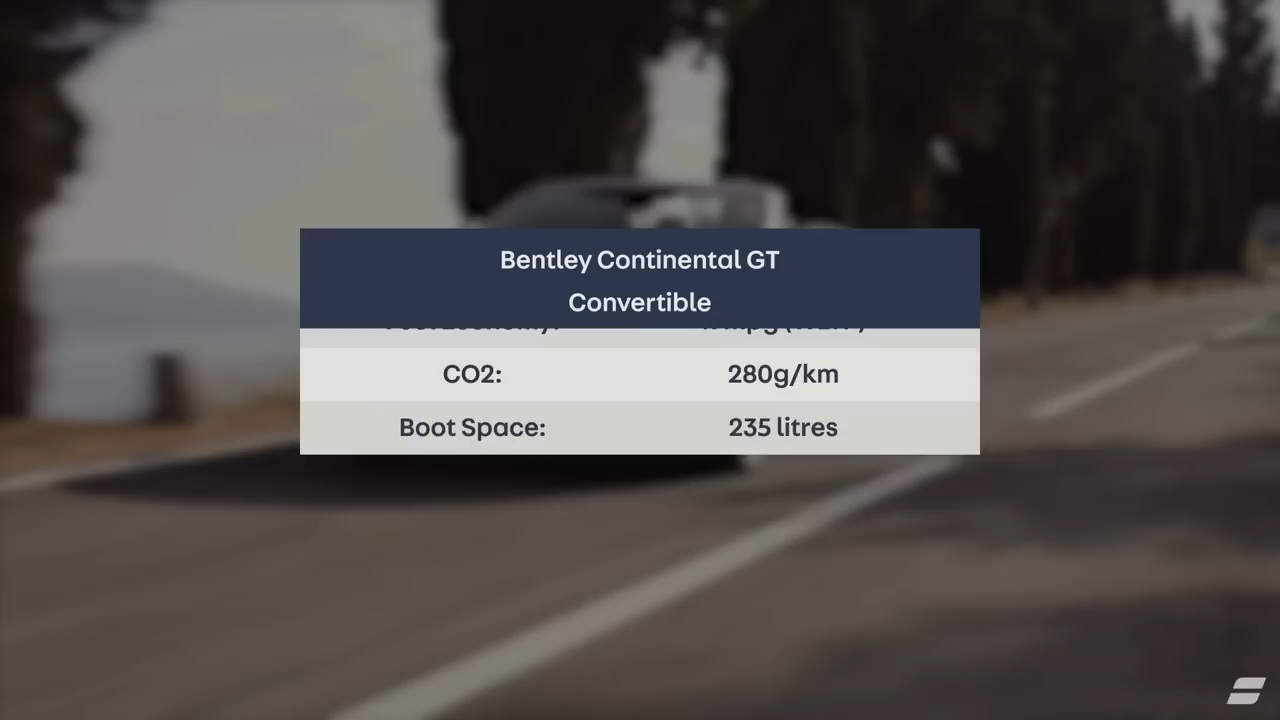 Bentley Continental GT
Convertible
CO2: 280g/km
Boot Space: 235 litres